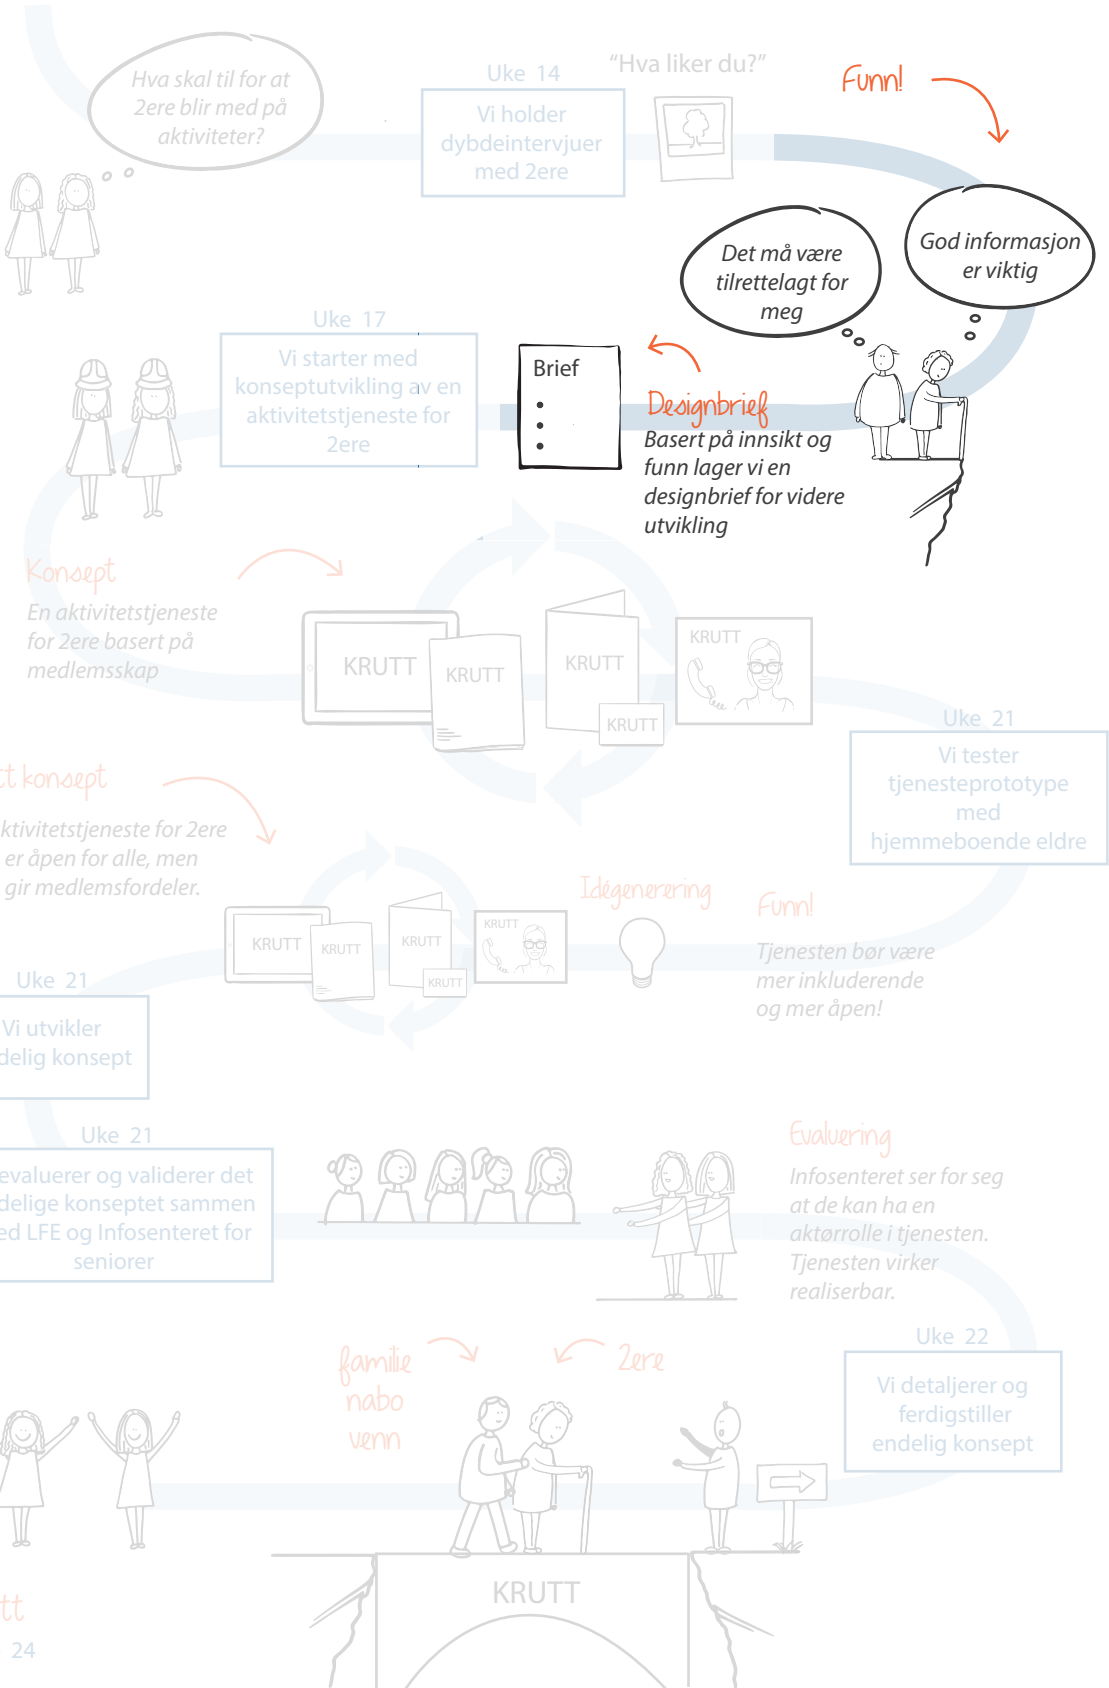 Hva skal til for at
2ere blir med på
aktiviteter?
Uke 14
Vi holder
dybdeintervjuer
med 2ere
"Hva liker du?"
Funn!
God informasjon
er viktig
Det må være
tilrettelagt for
meg
Uke 17
Vi starter med
konseptutvikling av en
aktivitetstjeneste for
2ere
Brief
Designbrief
Basert på innsikt og
funn lager vi en
designbrief for videre
utvikling
Konsept
En aktivitetstjeneste
for 2ere basert på
medlemsskap
KRUTT
KRUTT
KRUTT
KRUTT
KRUTT
Uke 21
Vi tester
tjenesteprototype
med
hjemmeboende eldre
tt konsept
ktivitetstjeneste for 2ere
er åpen for alle, men
gir medlemsfordeler.
KRUTT
KRUTT
KRUTT
KRUTT
KRUTT
Idégenerering
Funn!
Tjenesten bør være
mer inkluderende
og mer åpen!
Uke 21
Vi utvikler
delig konsept
Uke 21
evaluerer og validerer det
delige konseptet sammen
ed LFE og Infosenteret for
seniorer
Evaluering
Infosenteret ser for seg
at de kan ha en
aktørrolle i tjenesten.
Tjenesten virker
realiserbar.
Uke 22
Vi detaljerer og
ferdigstiller
endelig konsept
familie
nabo
venn
2ere
KRUTT
tt
24